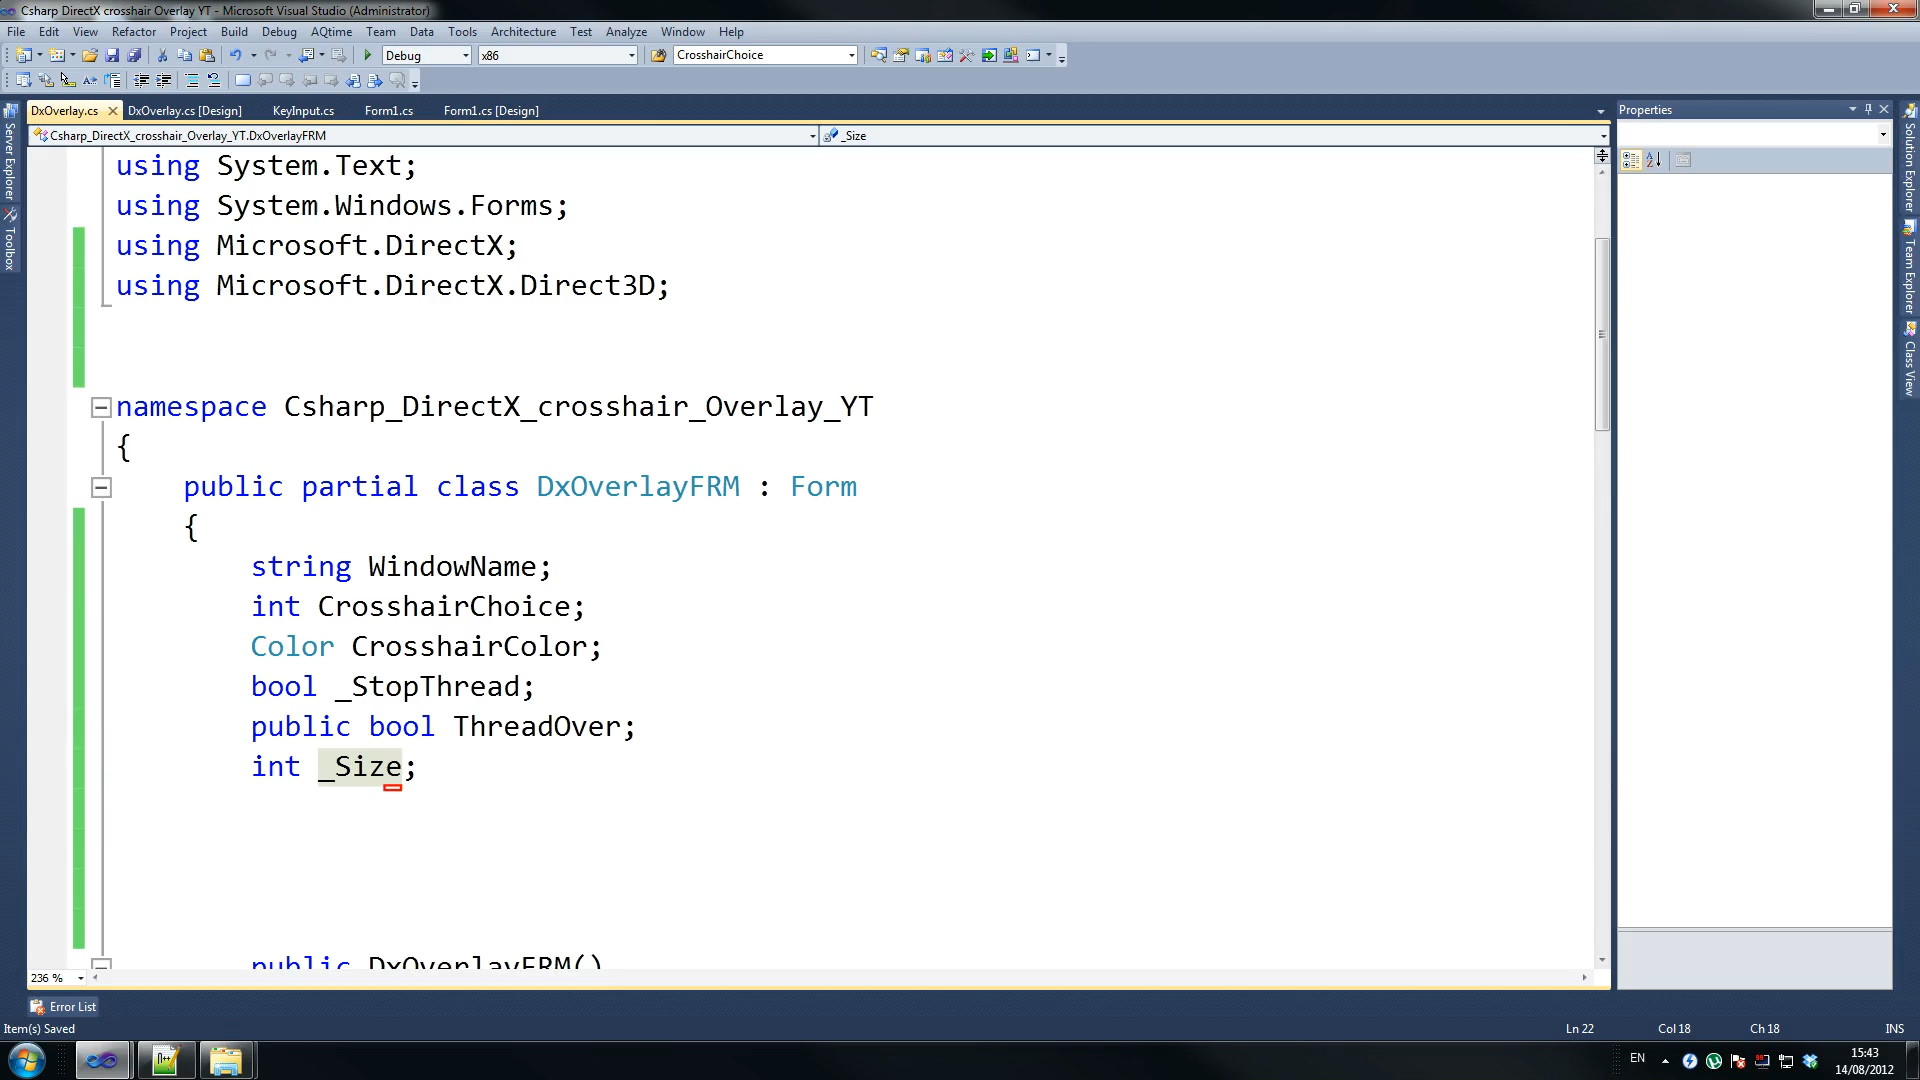 Csharp DirectX crosshair Overlay YT - Microsoft Visual Studio (Administrator)
File Edit View Refactor Project Build Debug AQtime Team Data Tools Architecture Test Analyze Window Help
Debug x86 CrosshairChoice
DxOverlay.cs DxOverlay.cs [Design] KeyInput.cs Form1.cs Form1.cs [Design]
Csharp_DirectX_crosshair_Overlay_YT.DxOverlayFRM _Size
using System.Text;
using System.Windows.Forms;
using Microsoft.DirectX;
using Microsoft.DirectX.Direct3D;
namespace Csharp_DirectX_crosshair_Overlay_YT
{
public partial class DxOverlayFRM : Form
{
string WindowName;
int CrosshairChoice;
Color CrosshairColor;
bool _StopThread;
public bool ThreadOver;
int _Size;
public DxOverlayFRM()
236 %
Properties
Server Explorer
Toolbox
Solution Explorer
Team Explorer
Class View
Error List
Item(s) Saved
Ln 22 Col 18 Ch 18 INS
EN
15:43
14/08/2012